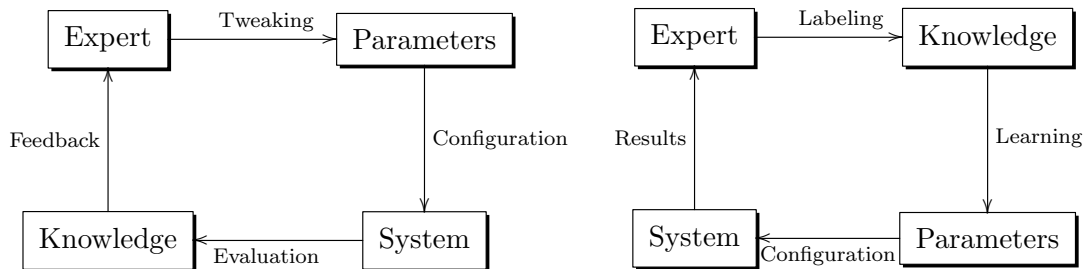 Expert
Tweaking
Parameters
Feedback
Configuration
Knowledge
Evaluation
System
Expert
Labeling
Knowledge
Results
Learning
System
Configuration
Parameters